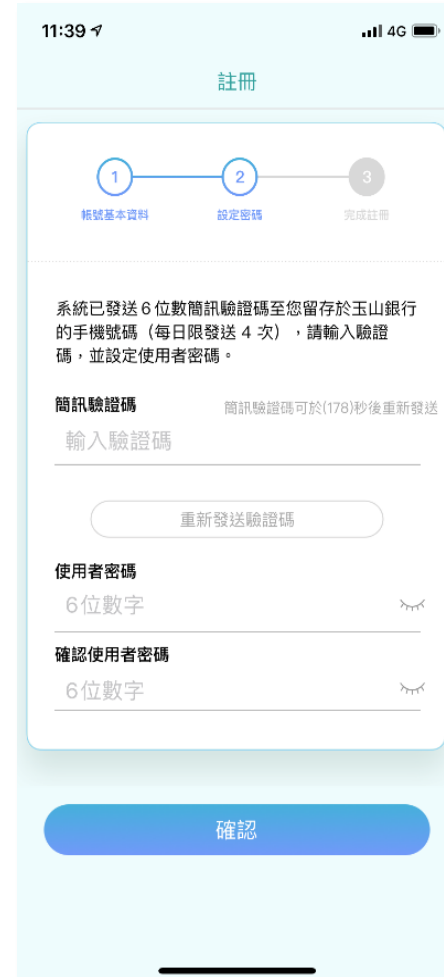 11:39
4G
註冊
1
2
3
帳號基本資料
設定密碼
完成註冊
系統已發送6位數簡訊驗證碼至您留存於玉山銀行
的手機號碼（每日限發送 4 次），請輸入驗證
碼，並設定使用者密碼。
簡訊驗證碼
簡訊驗證碼可於(178)秒後重新發送
輸入驗證碼
重新發送驗證碼
使用者密碼
6位數字
確認使用者密碼
6位數字
確認